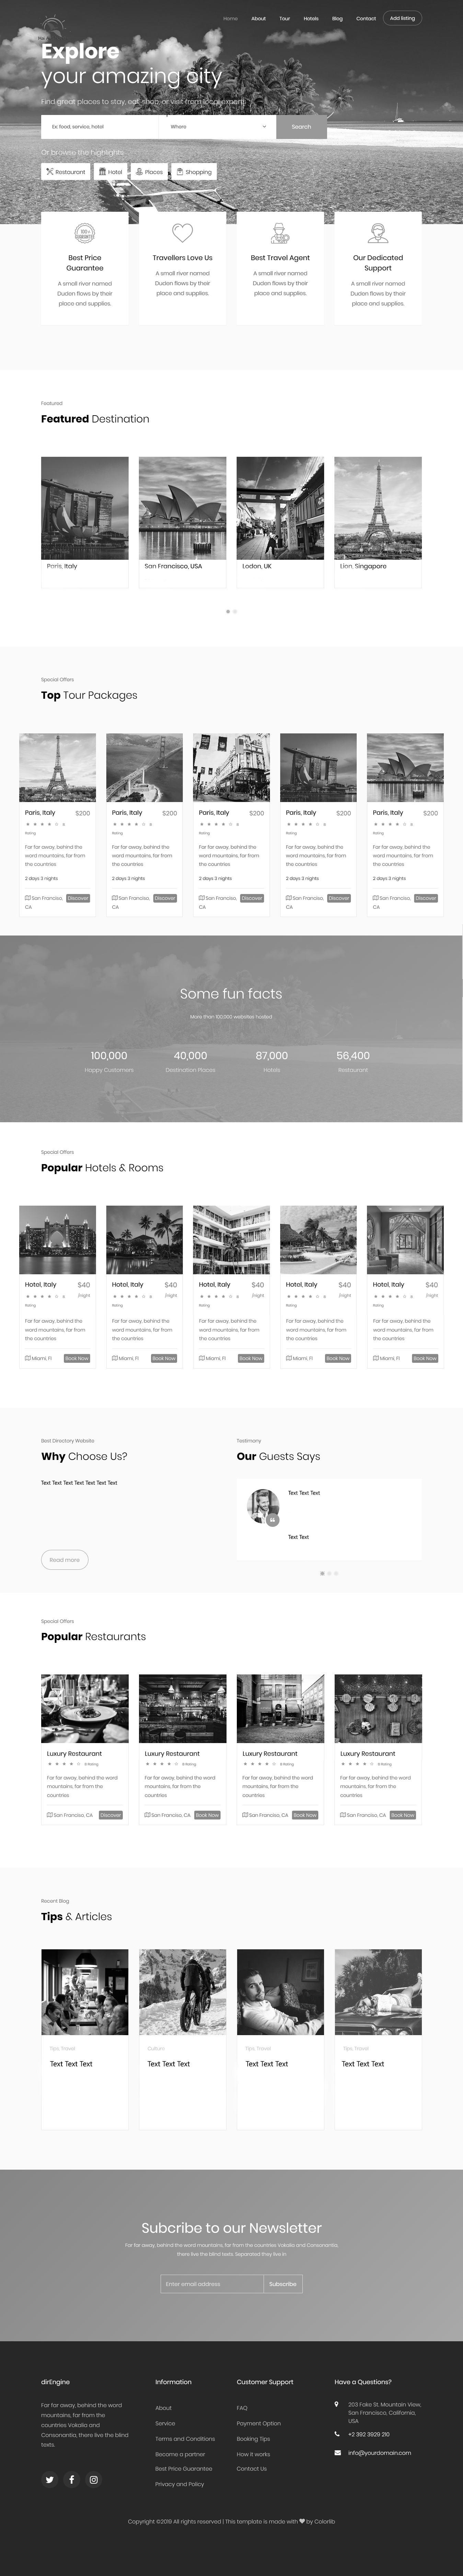 Home About Tour Hotels Blog Contact Add listing
Explore
your amazing city
Find great places to stay, eat, shop, or visit from local experts
Ex: food, service, hotel Where Search
Or browse the highlights
Restaurant Hotel Places Shopping
Best Price Guarantee
A small river named Duden flows by their place and supplies.
Travellers Love Us
A small river named Duden flows by their place and supplies.
Best Travel Agent
A small river named Duden flows by their place and supplies.
Our Dedicated Support
A small river named Duden flows by their place and supplies.
Featured
Featured Destination
Paris, Italy San Francisco, USA Lodon, UK Lion, Singapore
Special Offers
Top Tour Packages
Paris, Italy $200 Paris, Italy $200 Paris, Italy $200 Paris, Italy $200 Paris, Italy $200
8 8 8 8 8
Rating Rating Rating Rating Rating
Far far away, behind the Far far away, behind the Far far away, behind the Far far away, behind the Far far away, behind the
word mountains, far from word mountains, far from word mountains, far from word mountains, far from word mountains, far from
the countries the countries the countries the countries the countries
2 days 3 nights 2 days 3 nights 2 days 3 nights 2 days 3 nights 2 days 3 nights
San Franciso, Discover San Franciso, Discover San Franciso, Discover San Franciso, Discover San Franciso, Discover
CA CA CA CA CA
Some fun facts
More than 100,000 websites hosted
100,000 40,000 87,000 56,400
Happy Customers Destination Places Hotels Restaurant
Special Offers
Popular Hotels & Rooms
Hotel, Italy $40 Hotel, Italy $40 Hotel, Italy $40 Hotel, Italy $40 Hotel, Italy $40
8 /night 8 /night 8 /night 8 /night 8 /night
Rating Rating Rating Rating Rating
Far far away, behind the Far far away, behind the Far far away, behind the Far far away, behind the Far far away, behind the
word mountains, far from word mountains, far from word mountains, far from word mountains, far from word mountains, far from
the countries the countries the countries the countries the countries
Miami, Fl Book Now Miami, Fl Book Now Miami, Fl Book Now Miami, Fl Book Now Miami, Fl Book Now
Best Directory Website
Why Choose Us?
Text Text Text Text Text Text Text
Read more
Testimony
Our Guests Says
Text Text Text
Text Text
Special Offers
Popular Restaurants
Luxury Restaurant Luxury Restaurant Luxury Restaurant Luxury Restaurant
8 Rating 8 Rating 8 Rating 8 Rating
Far far away, behind the word Far far away, behind the word Far far away, behind the word Far far away, behind the word
mountains, far from the mountains, far from the mountains, far from the mountains, far from the
countries countries countries countries
San Franciso, CA Discover San Franciso, CA Book Now San Franciso, CA Book Now San Franciso, CA Book Now
Recent Blog
Tips & Articles
Tips, Travel Culture Tips, Travel Tips, Travel
Text Text Text Text Text Text Text Text Text Text Text Text
Subcribe to our Newsletter
Far far away, behind the word mountains, far from the countries Vokalia and Consonantia,
there live the blind texts. Separated they live in
Enter email address Subscribe
dirEngine
Far far away, behind the word
mountains, far from the
countries Vokalia and
Consonantia, there live the blind
texts.
Information
About
Service
Terms and Conditions
Become a partner
Best Price Guarantee
Privacy and Policy
Customer Support
FAQ
Payment Option
Booking Tips
How it works
Contact Us
Have a Questions?
203 Fake St. Mountain View,
San Francisco, California,
USA
+2 392 3929 210
info@yourdomain.com
Copyright ©2019 All rights reserved | This template is made with by Colorlib